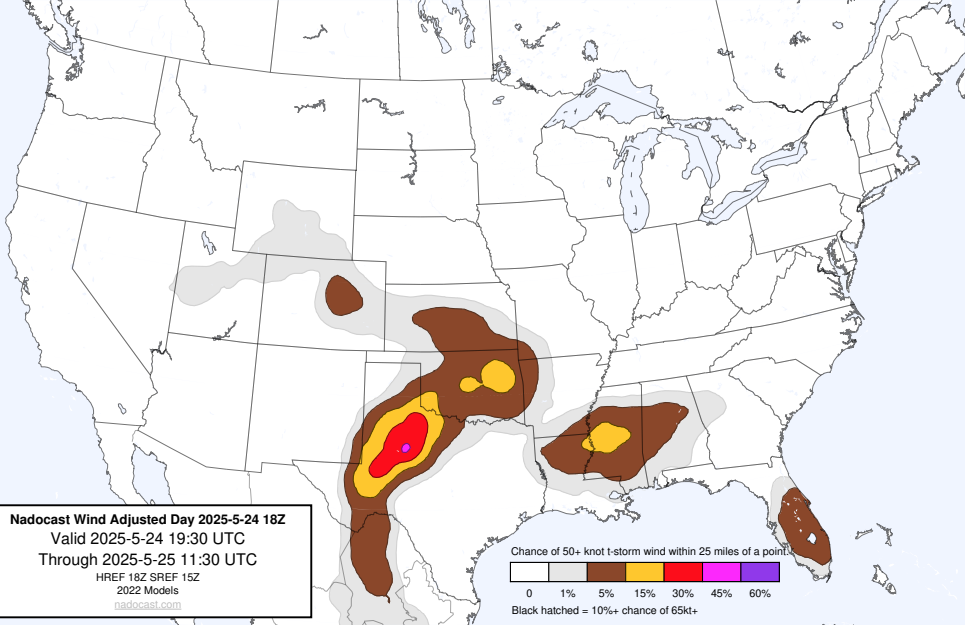 Nadocast Wind Adjusted Day 2025-5-24 18Z
Valid 2025-5-24 19:30 UTC
Through 2025-5-25 11:30 UTC
HREF 18Z SREF 15Z
2022 Models
nadocast.com
Chance of 50+ knot t-storm wind within 25 miles of a point.
0 1% 5% 15% 30% 45% 60%
Black hatched = 10%+ chance of 65kt+